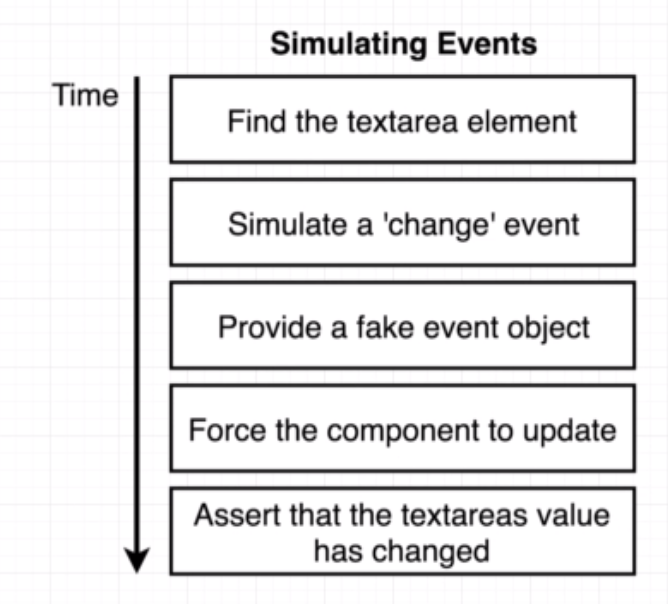 Simulating Events
Time
Find the textarea element
Simulate a 'change' event
Provide a fake event object
Force the component to update
Assert that the textareas value
has changed